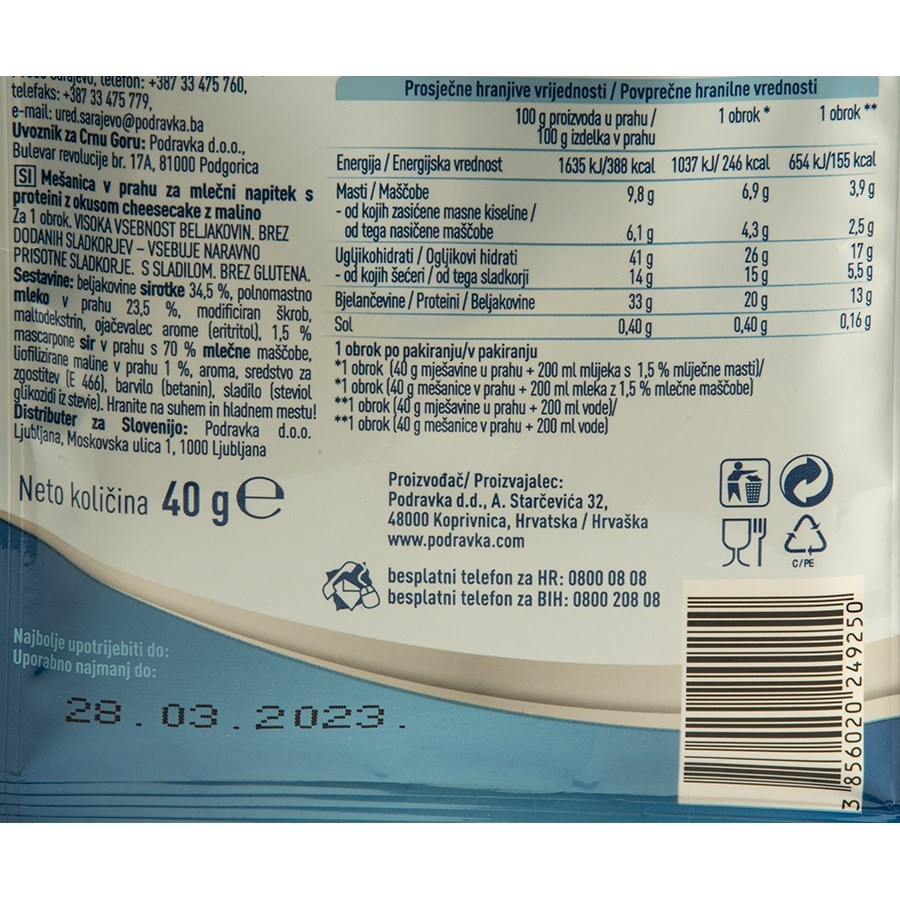 Sarajevo, telefon: +387 33 475 760,
telefaks: +387 33 475 779,
e-mail: ured.sarajevo@podravka.ba
Uvoznik za Crnu Goru: Podravka d.o.o.,
Bulevar revolucije br. 17A, 81000 Podgorica
SI Mešanica v prahu za mlečni napitek s
proteini z okusom cheesecake z malino
Za 1 obrok. VISOKA VSEBNOST BELJAKOVIN. BREZ
DODANIH SLADKORJEV – VSEBUJE NARAVNO
PRISOTNE SLADKORJE. S SLADILOM. BREZ GLUTENA.
Sestavine: beljakovine sirotke 34,5 %, polnomastno
mleko v prahu 23,5 %, modificiran škrob,
maltodekstrin, ojačevalec arome (eritritol), 1,5 %
mascarpone sir v prahu s 70 % mlečne maščobe,
liofilizirane maline v prahu 1 %, aroma, sredstvo za
zgostitev (E 466), barvilo (betanin), sladilo (steviol
glikozidi iz stevie). Hranite na suhem in hladnem mestu!
Distributer za Slovenijo: Podravka d.o.o.
Ljubljana, Moskovska ulica 1, 1000 Ljubljana
Prosječne hranjive vrijednosti / Povprečne hranilne vrednosti
100 g proizvoda u prahu / 1 obrok * 1 obrok **
100 g izdelka v prahu
Energija / Energijska vrednost 1635 kJ/388 kcal 1037 kJ/ 246 kcal 654 kJ/155 kcal
Masti / Maščobe 9,8 g 6,9 g 3,9 g
- od kojih zasićene masne kiseline /
od tega nasičene maščobe 6,1 g 4,3 g 2,5 g
Ugljikohidrati / Ogljikovi hidrati 41 g 26 g 17 g
- od kojih šećeri / od tega sladkorji 14 g 15 g 5,5 g
Bjelančevine / Proteini / Beljakovine 33 g 20 g 13 g
Sol 0,40 g 0,40 g 0,16 g
1 obrok po pakiranju/v pakiranju
*1 obrok (40 g mješavine u prahu + 200 ml mlijeka s 1,5 % mliječne masti)/
*1 obrok (40 g mešanice v prahu + 200 ml mleka z 1,5 % mlečne maščobe)
**1 obrok (40 g mješavine u prahu + 200 ml vode)/
**1 obrok (40 g mešanice v prahu + 200 ml vode)
Neto količina 40 g e
Proizvođač/ Proizvajalec:
Podravka d.d., A. Starčevića 32,
48000 Koprivnica, Hrvatska / Hrvaška
www.podravka.com
C/PE
besplatni telefon za HR: 0800 08 08
besplatni telefon za BIH: 0800 208 08
Najbolje upotrijebiti do:
Uporabno najmanj do:
28.03.2023.
3 856020 249250